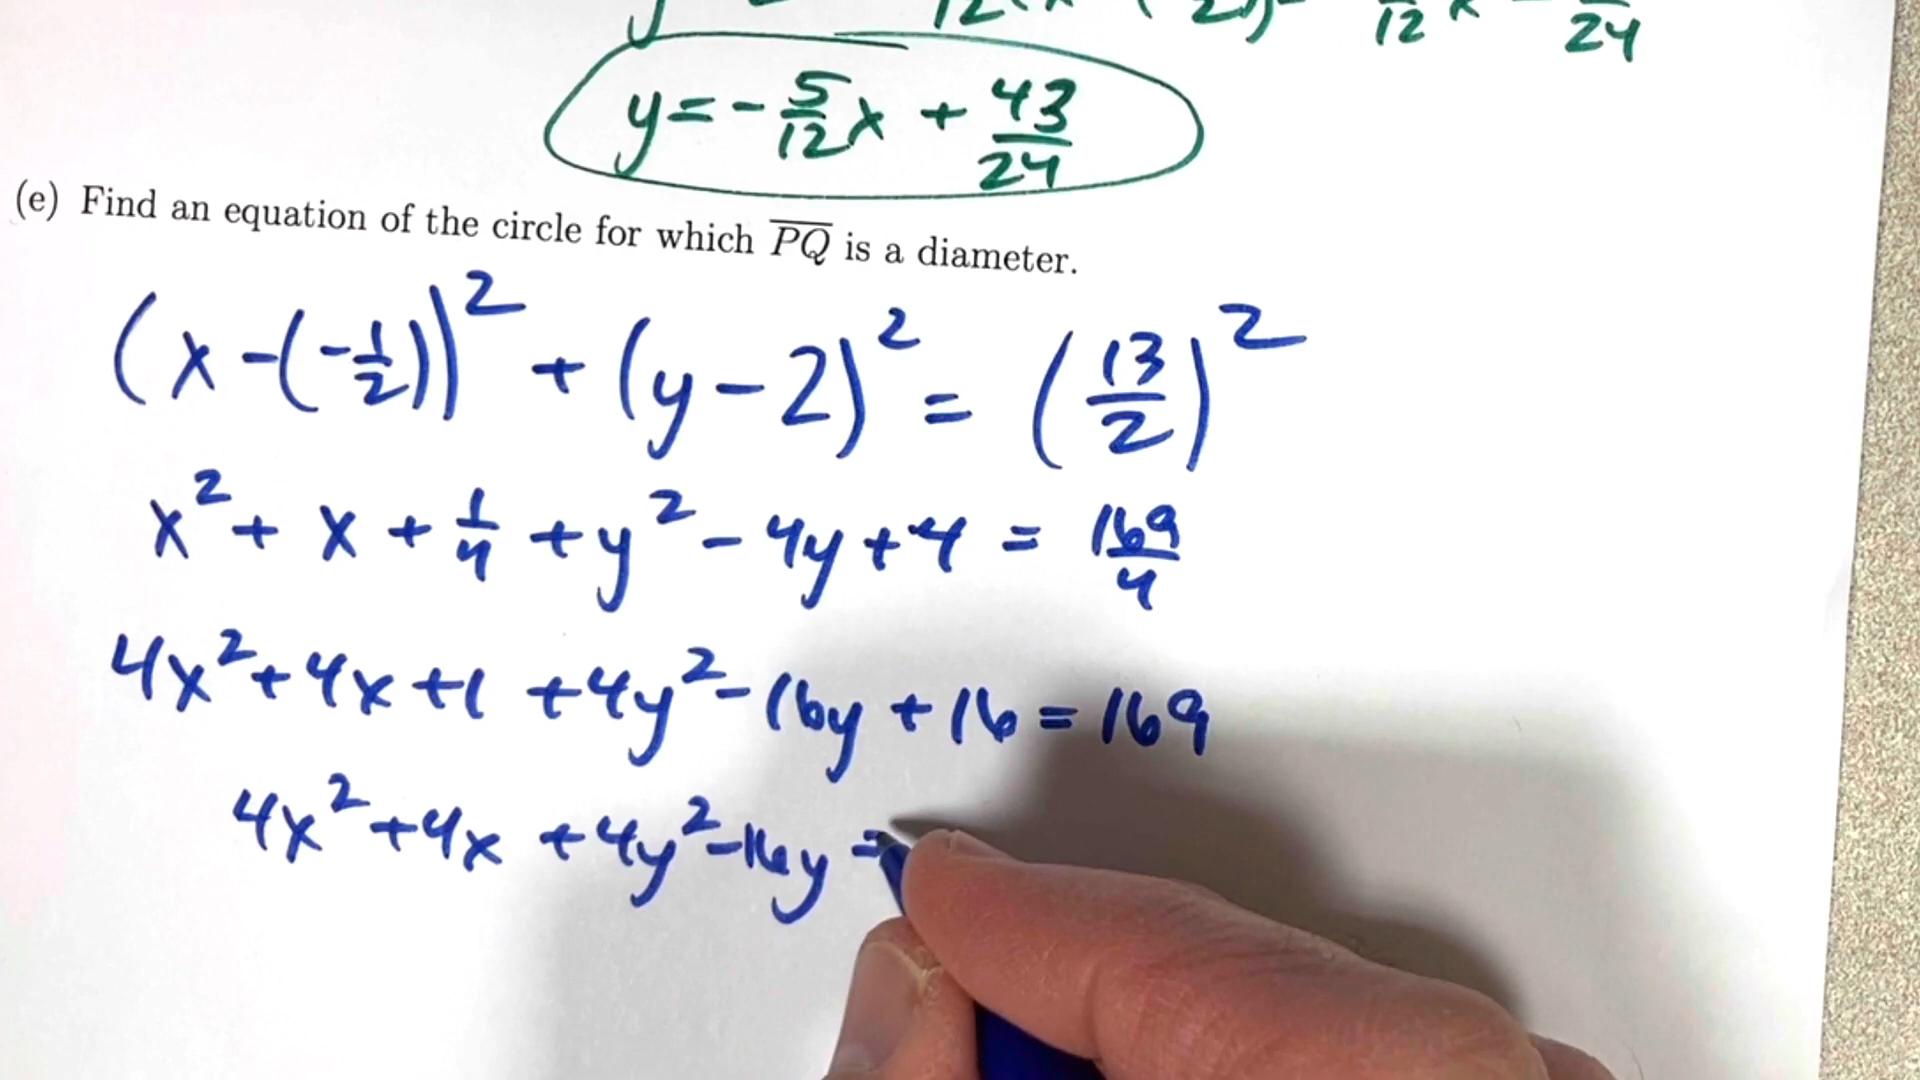 y = -5/12 x + 43/24
(e) Find an equation of the circle for which PQ is a diameter.
(x - (-1/2))² + (y - 2)² = (13/2)²
x² + x + 1/4 + y² - 4y + 4 = 169/4
4x² + 4x + 1 + 4y² - 16y + 16 = 169
4x² + 4x + 4y² - 16y =